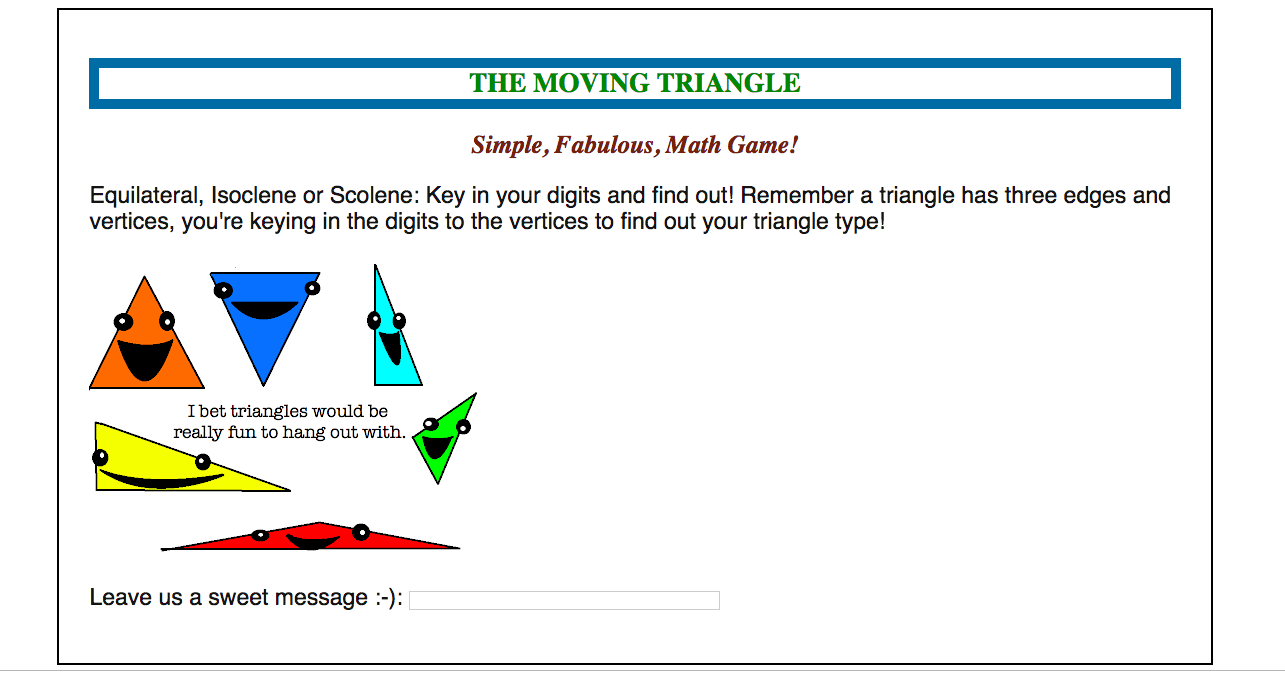 THE MOVING TRIANGLE
Simple, Fabulous, Math Game!
Equilateral, Isoclene or Scolene: Key in your digits and find out! Remember a triangle has three edges and
vertices, you're keying in the digits to the vertices to find out your triangle type!
I bet triangles would be
really fun to hang out with.
Leave us a sweet message :-):